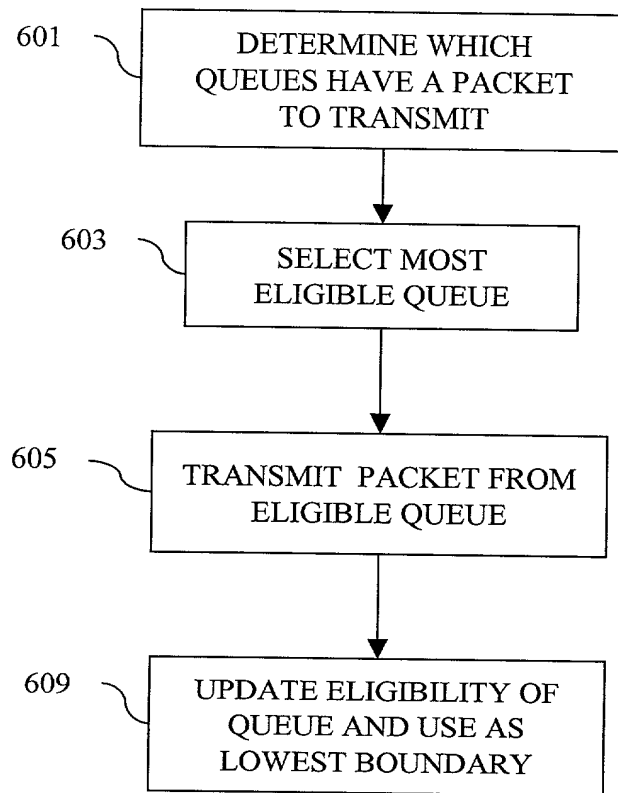 601
DETERMINE WHICH
QUEUES HAVE A PACKET
TO TRANSMIT
603
SELECT MOST
ELIGIBLE QUEUE
605
TRANSMIT PACKET FROM
ELIGIBLE QUEUE
609
UPDATE ELIGIBILITY OF
QUEUE AND USE AS
LOWEST BOUNDARY